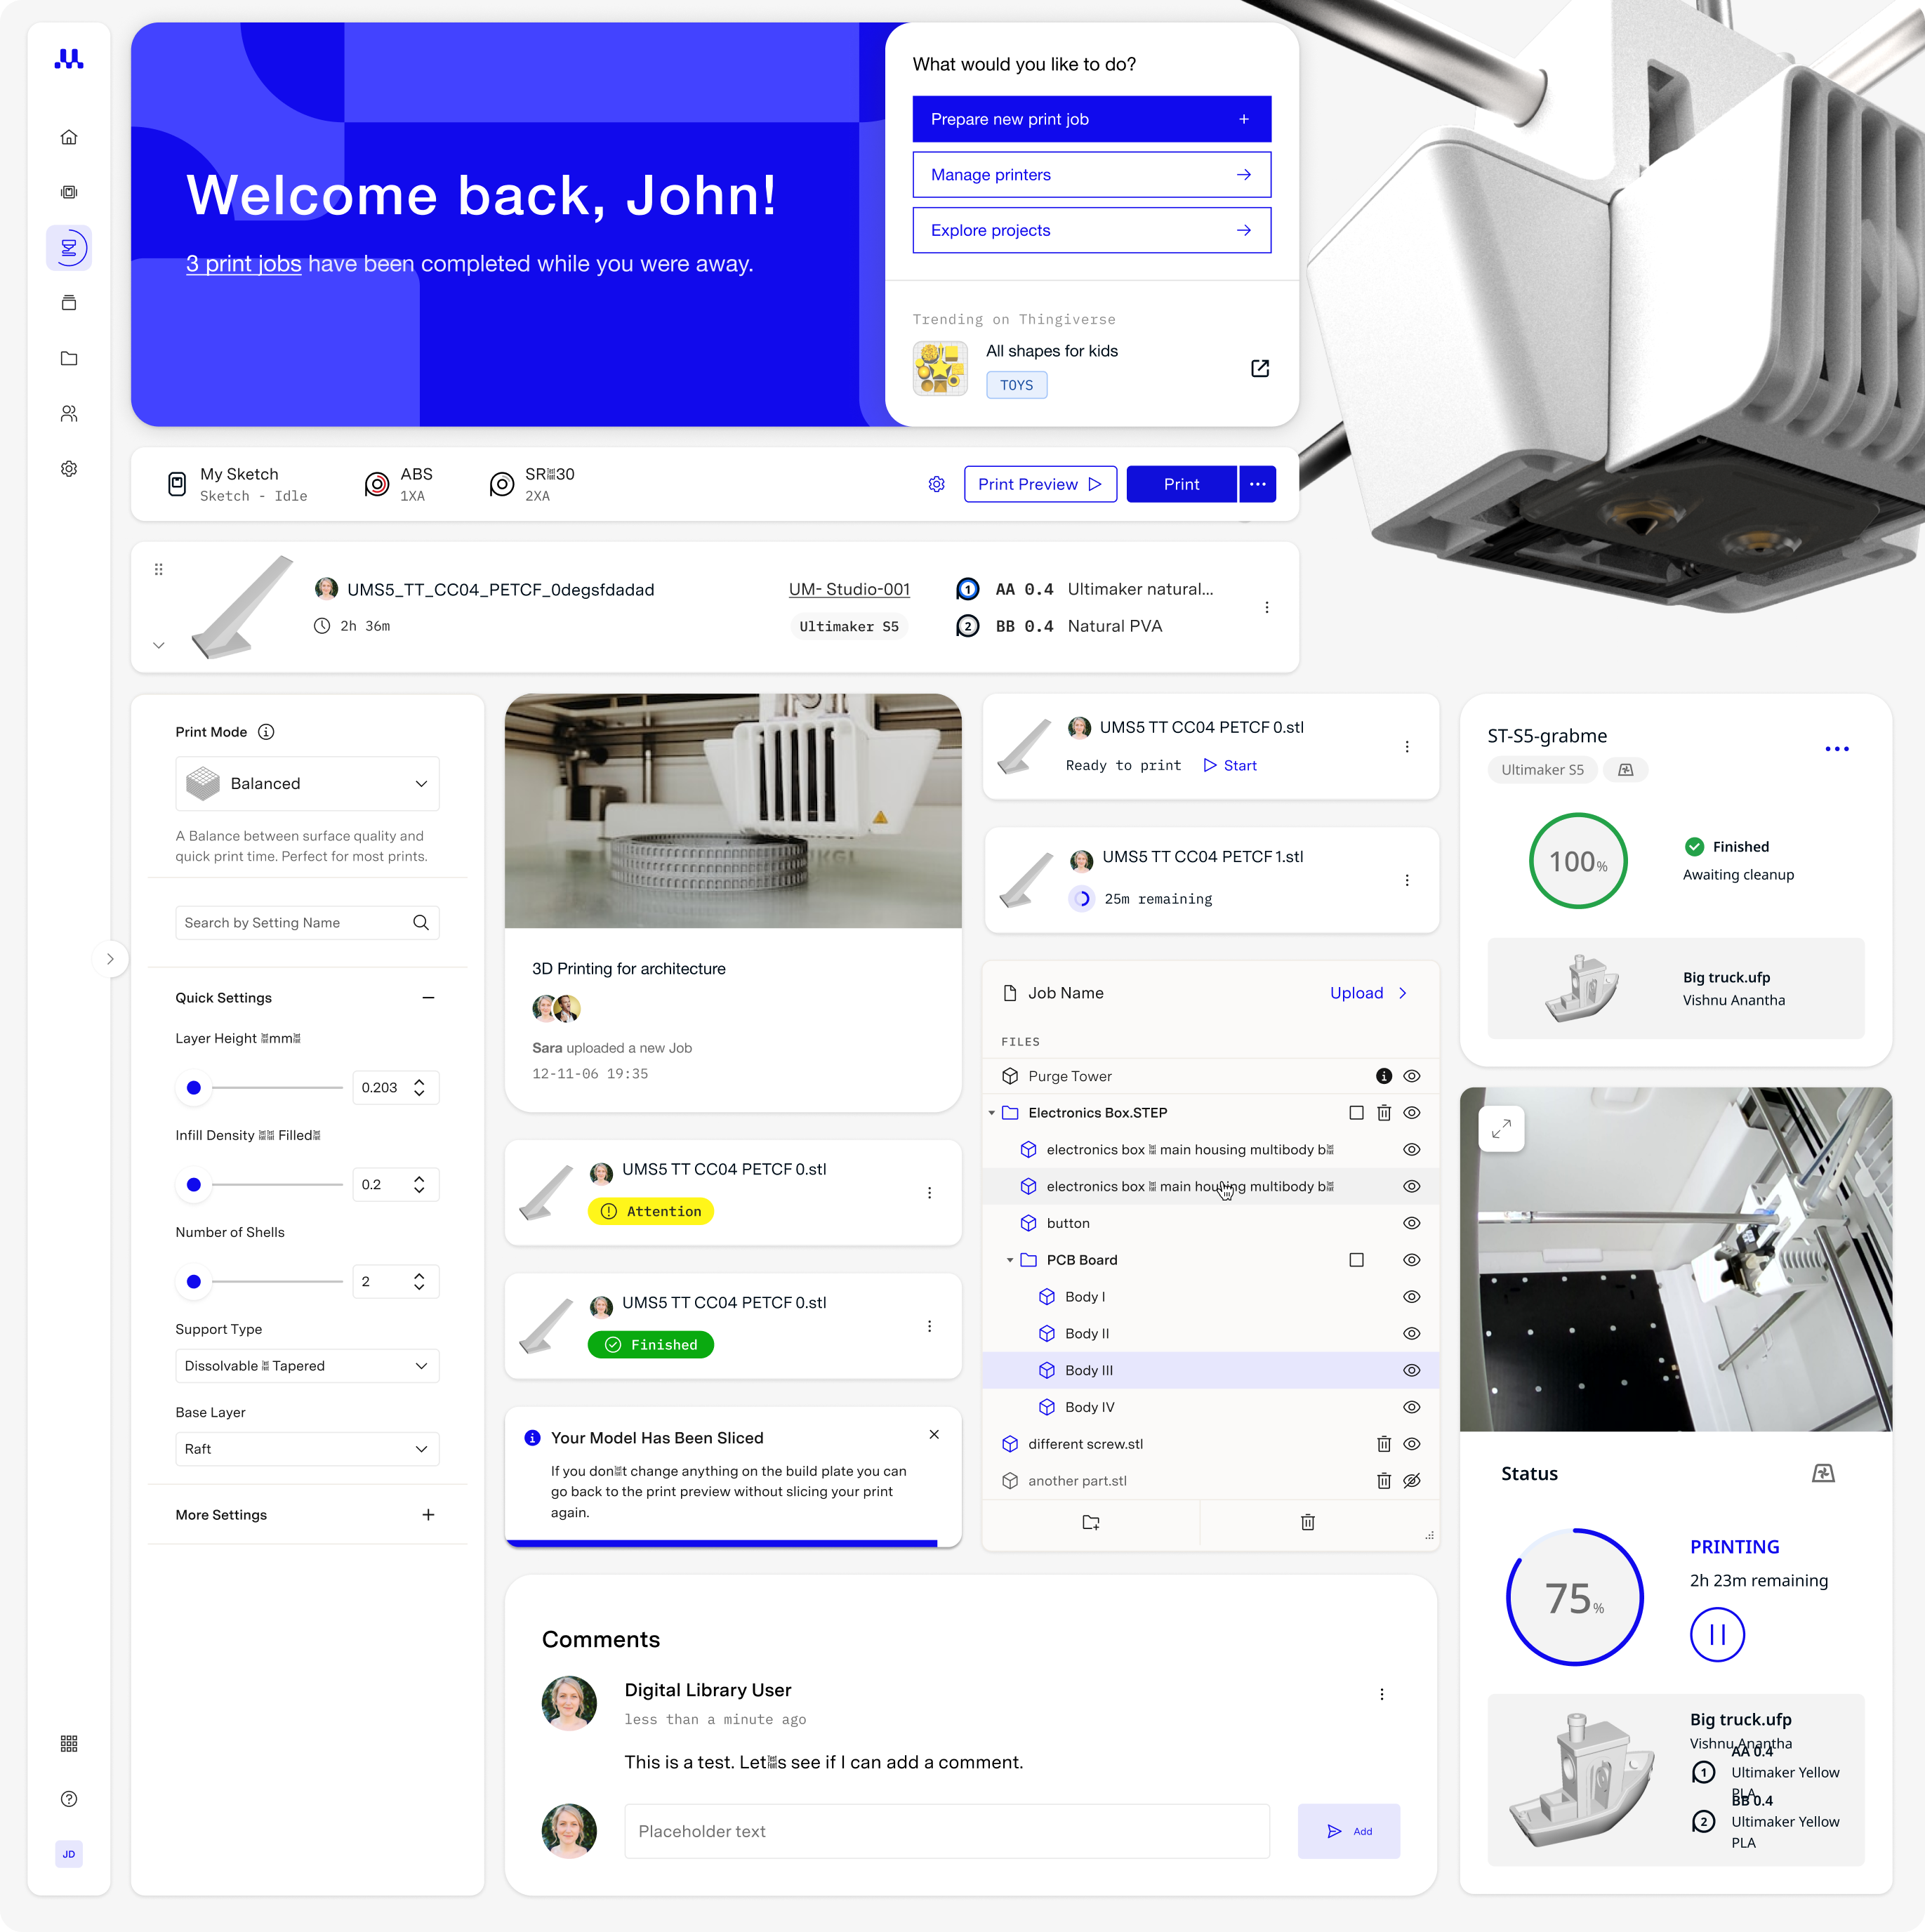 Welcome back, John!
3 print jobs have been completed while you were away.
What would you like to do?
Prepare new print job
Manage printers
Explore projects
Trending on Thingiverse
All shapes for kids
TOYS
My Sketch
Sketch - Idle
ABS
1XA
SR30
2XA
Print Preview
Print
UMS5_TT_CC04_PETCF_0degsfdadad
2h 36m
UM- Studio-001
Ultimaker S5
1 AA 0.4 Ultimaker natural...
2 BB 0.4 Natural PVA
Print Mode
Balanced
A Balance between surface quality and
quick print time. Perfect for most prints.
Search by Setting Name
Quick Settings
Layer Height mm
0.203
Infill Density Filled
0.2
Number of Shells
2
Support Type
Dissolvable Tapered
Base Layer
Raft
More Settings
JD
3D Printing for architecture
Sara uploaded a new Job
12-11-06 19:35
UMS5 TT CC04 PETCF 0.stl
Attention
UMS5 TT CC04 PETCF 0.stl
Finished
Your Model Has Been Sliced
If you dont change anything on the build plate you can
go back to the print preview without slicing your print
again.
UMS5 TT CC04 PETCF 0.stl
Ready to print
Start
UMS5 TT CC04 PETCF 1.stl
25m remaining
Job Name
Upload
FILES
Purge Tower
Electronics Box.STEP
electronics box main housing multibody b
electronics box main housing multibody b
button
PCB Board
Body I
Body II
Body III
Body IV
different screw.stl
another part.stl
Comments
Digital Library User
less than a minute ago
This is a test. Lets see if I can add a comment.
Placeholder text
Add
ST-S5-grabme
Ultimaker S5
100%
Finished
Awaiting cleanup
Big truck.ufp
Vishnu Anantha
Status
75%
PRINTING
2h 23m remaining
Big truck.ufp
Vishnu Anantha
AA 0.4
1 Ultimaker Yellow
PLA
BB 0.4
2 Ultimaker Yellow
PLA